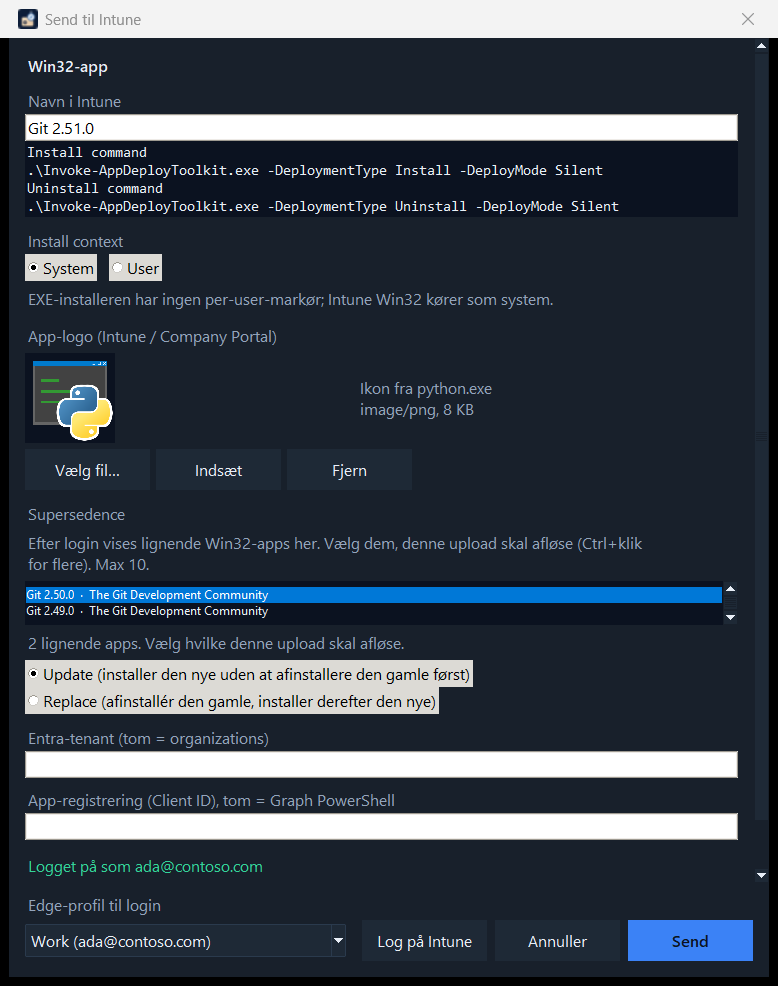 Send til Intune
Win32-app
Navn i Intune
Git 2.51.0
Install command
.\Invoke-AppDeployToolkit.exe -DeploymentType Install -DeployMode Silent
Uninstall command
.\Invoke-AppDeployToolkit.exe -DeploymentType Uninstall -DeployMode Silent
Install context
System User
EXE-installeren har ingen per-user-markør; Intune Win32 kører som system.
App-logo (Intune / Company Portal)
Ikon fra python.exe
image/png, 8 KB
Vælg fil... Indsæt Fjern
Supersedence
Efter login vises lignende Win32-apps her. Vælg dem, denne upload skal afløse (Ctrl+klik
for flere). Max 10.
Git 2.50.0 · The Git Development Community
Git 2.49.0 · The Git Development Community
2 lignende apps. Vælg hvilke denne upload skal afløse.
Update (installer den nye uden at afinstallere den gamle først)
Replace (afinstallér den gamle, installer derefter den nye)
Entra-tenant (tom = organizations)
App-registrering (Client ID), tom = Graph PowerShell
Logget på som ada@contoso.com
Edge-profil til login
Work (ada@contoso.com) Log på Intune Annuller Send